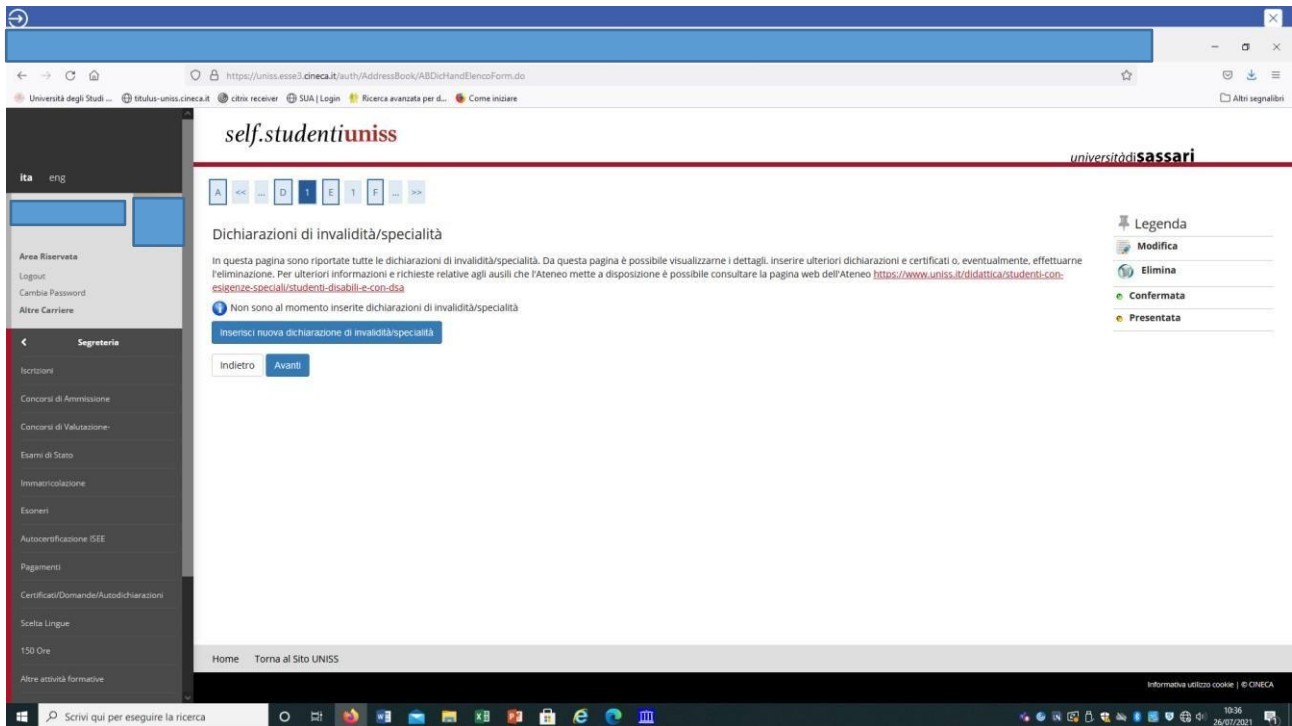 https://uniss.esse3.cineca.it/auth/AddressBook/ABDicHandElencoForm.do
Università degli Studi ... titulus-uniss.cineca.it citrix receiver SUA | Login Ricerca avanzata per d... Come iniziare Altri segnalibri
self.studentiuniss
universitàdisassari
ita eng
A << ... D 1 E 1 F ... >>
Area Riservata
Logout
Cambia Password
Altre Carriere
Segreteria
Iscrizioni
Concorsi di Ammissione
Concorsi di Valutazione-
Esami di Stato
Immatricolazione
Esoneri
Autocertificazione ISEE
Pagamenti
Certificati/Domande/Autodichiarazioni
Scelta Lingue
150 Ore
Altre attività formative
Dichiarazioni di invalidità/specialità
In questa pagina sono riportate tutte le dichiarazioni di invalidità/specialità. Da questa pagina è possibile visualizzarne i dettagli. inserire ulteriori dichiarazioni e certificati o, eventualmente, effettuarne
l'eliminazione. Per ulteriori informazioni e richieste relative agli ausili che l'Ateneo mette a disposizione è possibile consultare la pagina web dell'Ateneo https://www.uniss.it/didattica/studenti-con-
esigenze-speciali/studenti-disabili-e-con-dsa
Non sono al momento inserite dichiarazioni di invalidità/specialità
Inserisci nuova dichiarazione di invalidità/specialità
Indietro Avanti
Legenda
Modifica
Elimina
Confermata
Presentata
Home Torna al Sito UNISS
Informativa utilizzo cookie | © CINECA
Scrivi qui per eseguire la ricerca
10:36
26/07/2021